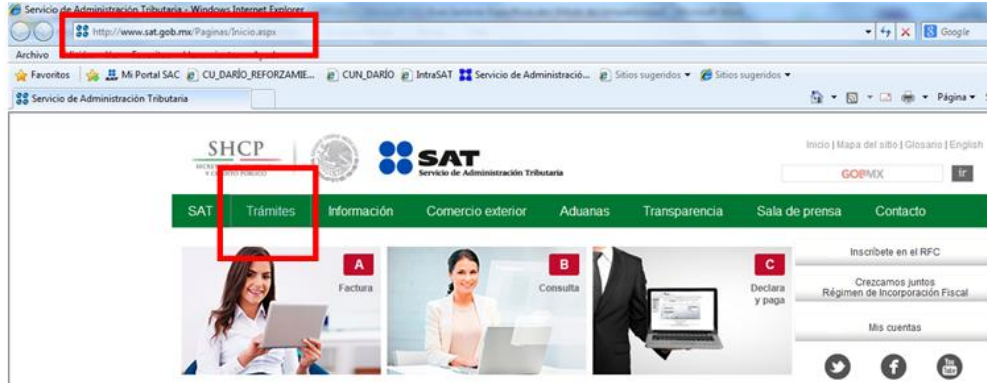 Servicio de Administración Tributaria - Windows Internet Explorer
http://www.sat.gob.mx/Paginas/Inicio.aspx
Google
Archivo
Favoritos Mi Portal SAC CU_DARÍO_REFORZAMIE... CUN_DARÍO IntraSAT Servicio de Administració... Sitios sugeridos Sitios sugeridos
Servicio de Administración Tributaria
Página
SHCP
Y CRÉDITO PÚBLICO
SAT
Servicio de Administración Tributaria
Inicio | Mapa del sitio | Glosario | English
GOBMX ir
SAT Trámites Información Comercio exterior Aduanas Transparencia Sala de prensa Contacto
A
Factura
B
Consulta
C
Declara
y paga
Inscríbete en el RFC
Crezcamos juntos
Régimen de Incorporación Fiscal
Mis cuentas
You
Tube